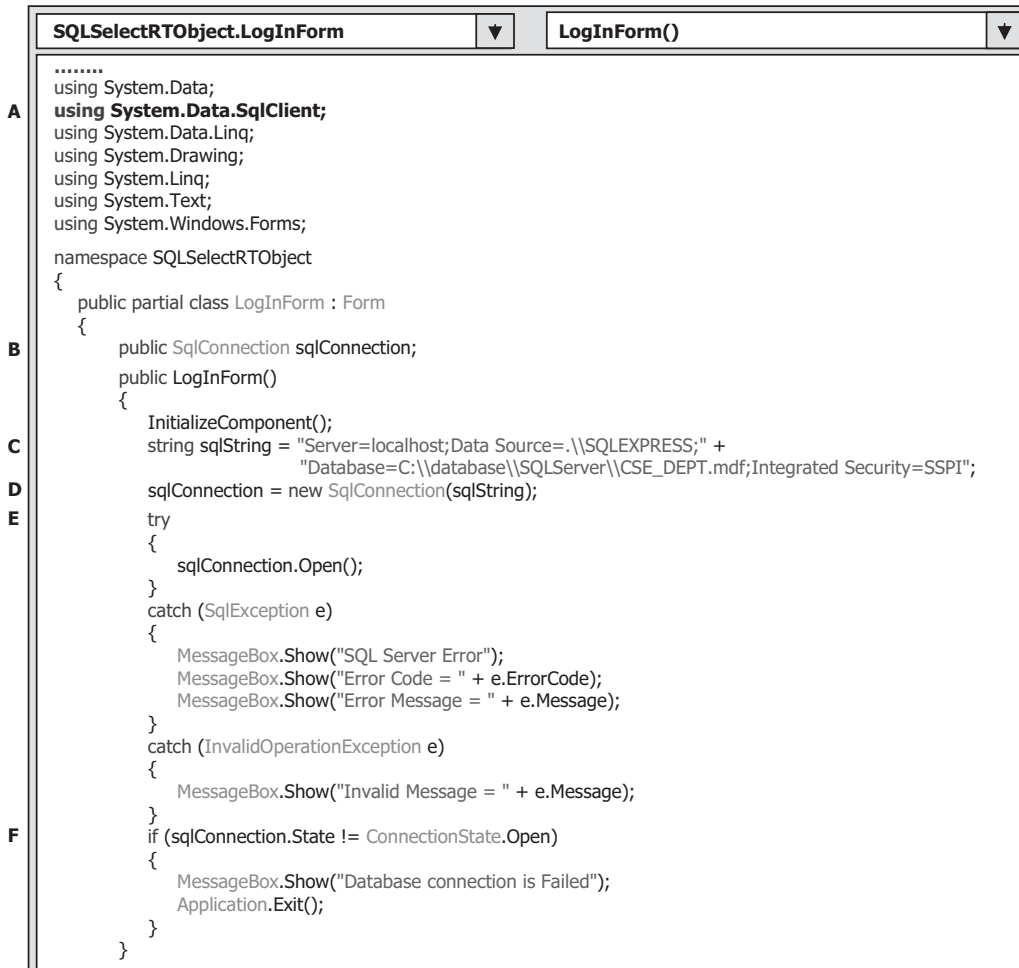 SQLSelectRTObject.LogInForm LogInForm()
........
using System.Data;
A using System.Data.SqlClient;
using System.Data.Linq;
using System.Drawing;
using System.Linq;
using System.Text;
using System.Windows.Forms;
namespace SQLSelectRTObject
{
public partial class LogInForm : Form
{
B public SqlConnection sqlConnection;
public LogInForm()
{
InitializeComponent();
C string sqlString = "Server=localhost;Data Source=.\\SQLEXPRESS;" +
"Database=C:\\database\\SQLServer\\CSE_DEPT.mdf;Integrated Security=SSPI";
D sqlConnection = new SqlConnection(sqlString);
E try
{
sqlConnection.Open();
}
catch (SqlException e)
{
MessageBox.Show("SQL Server Error");
MessageBox.Show("Error Code = " + e.ErrorCode);
MessageBox.Show("Error Message = " + e.Message);
}
catch (InvalidOperationException e)
{
MessageBox.Show("Invalid Message = " + e.Message);
}
F if (sqlConnection.State != ConnectionState.Open)
{
MessageBox.Show("Database connection is Failed");
Application.Exit();
}
}